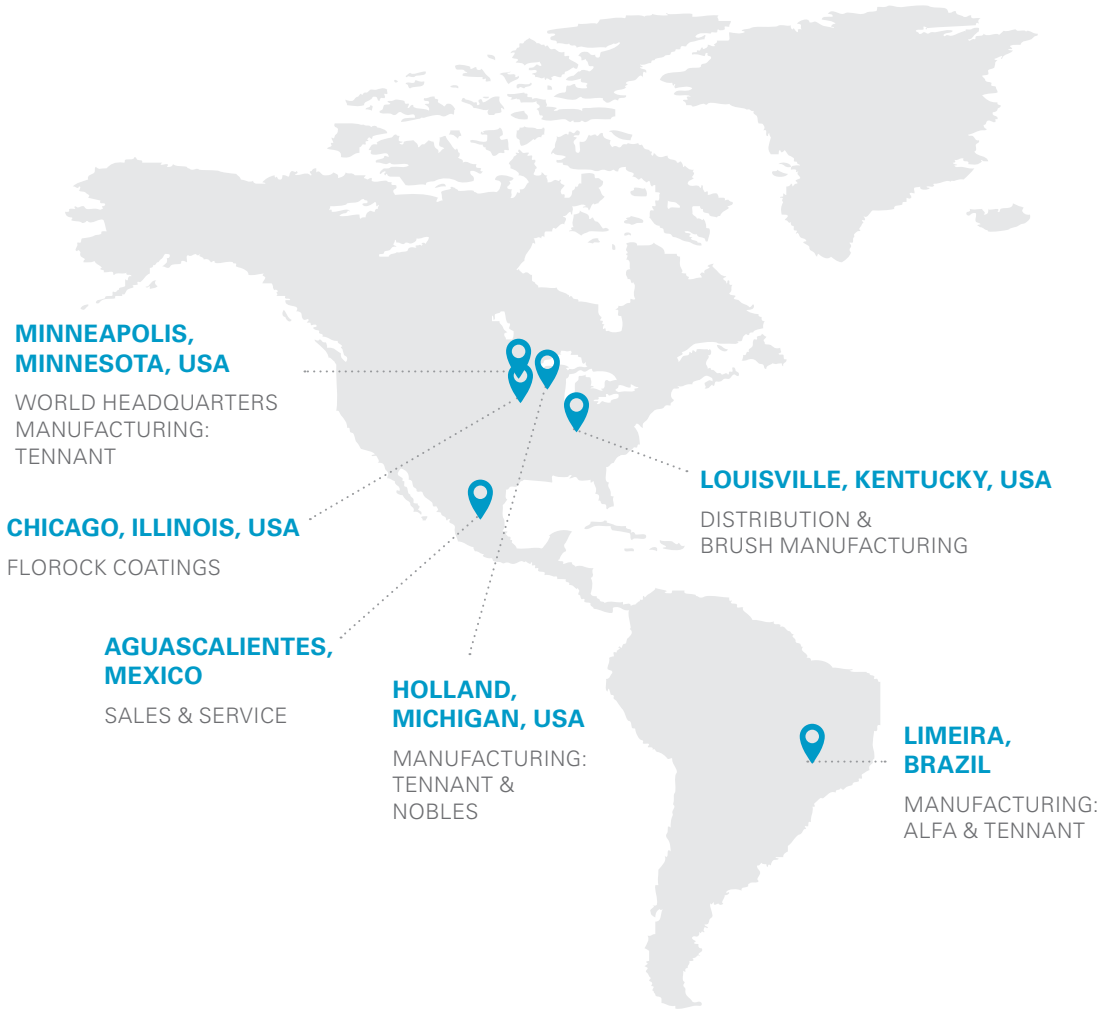 MINNEAPOLIS,
MINNESOTA, USA
WORLD HEADQUARTERS
MANUFACTURING:
TENNANT
CHICAGO, ILLINOIS, USA
FLOROCK COATINGS
AGUASCALIENTES,
MEXICO
SALES & SERVICE
HOLLAND,
MICHIGAN, USA
MANUFACTURING:
TENNANT &
NOBLES
LOUISVILLE, KENTUCKY, USA
DISTRIBUTION &
BRUSH MANUFACTURING
LIMEIRA,
BRAZIL
MANUFACTURING:
ALFA & TENNANT